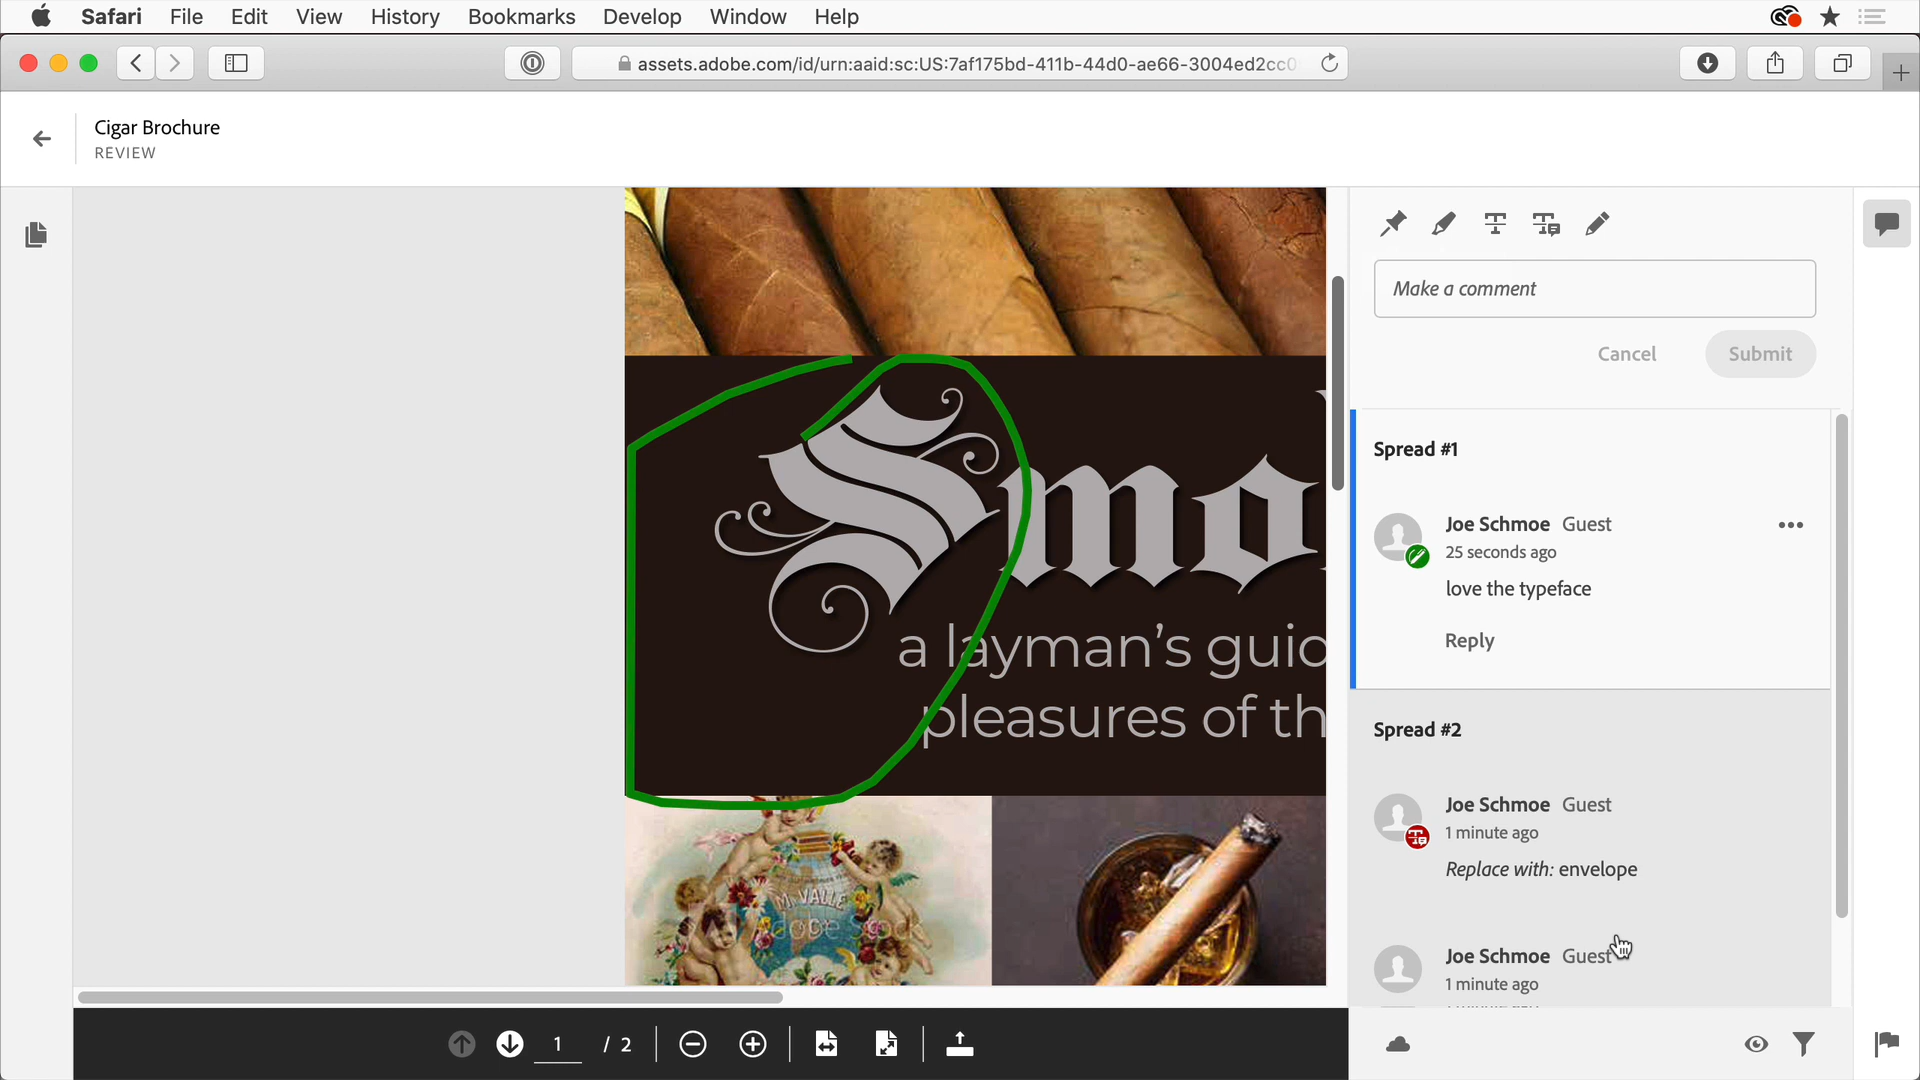 Safari File Edit View History Bookmarks Develop Window Help
assets.adobe.com/id/urn:aaid:sc:US:7af175bd-411b-44d0-ae66-3004ed2cc0
Cigar Brochure
REVIEW
Make a comment
Cancel Submit
Smo
a layman's guid
pleasures of th
M. VALLE
Adobe Stock
Spread #1
Joe Schmoe Guest
25 seconds ago
love the typeface
Reply
Spread #2
Joe Schmoe Guest
1 minute ago
Replace with: envelope
Joe Schmoe Guest
1 minute ago
1 / 2